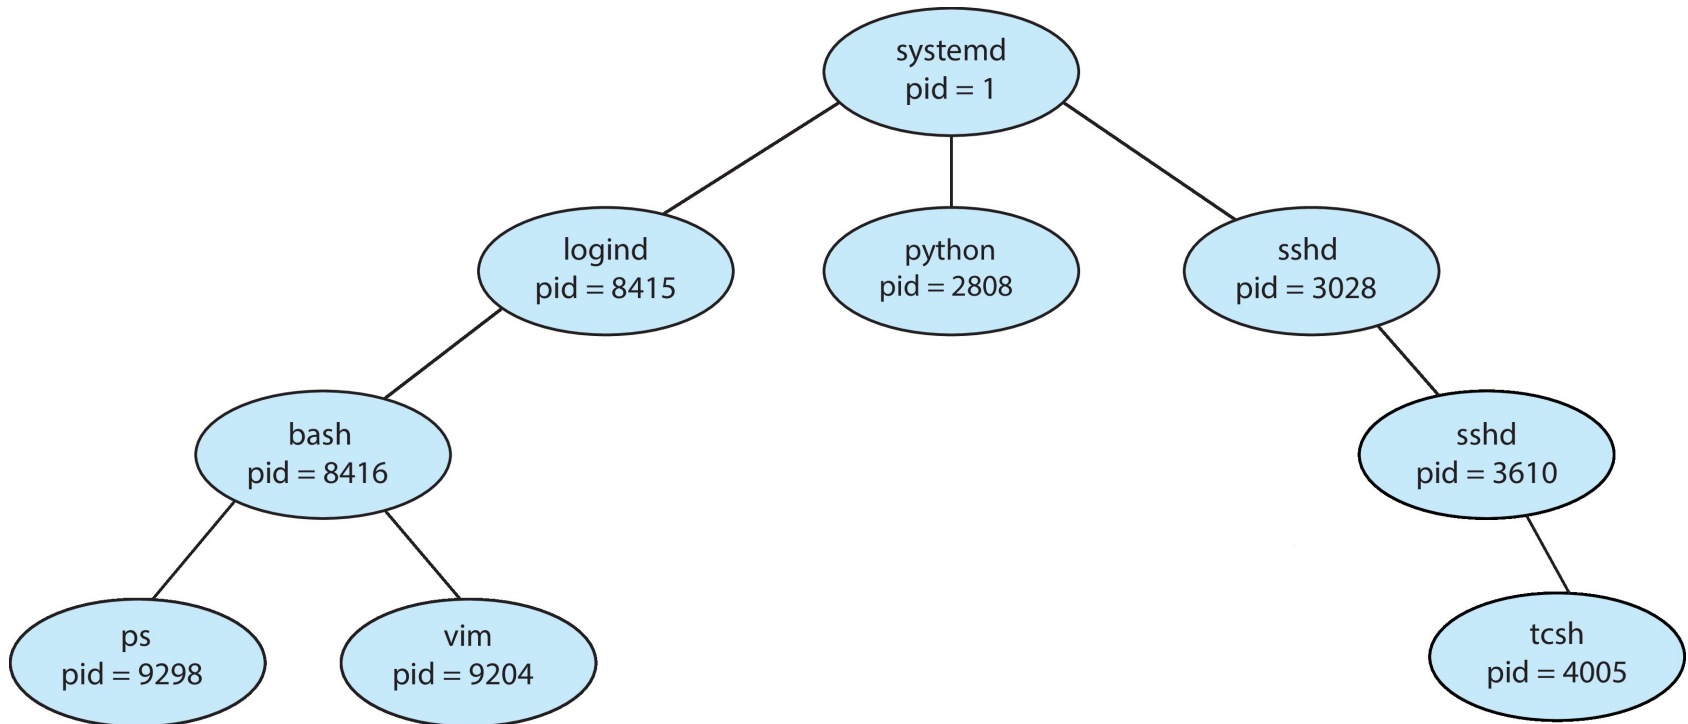 systemd
pid = 1
logind
pid = 8415
python
pid = 2808
sshd
pid = 3028
bash
pid = 8416
sshd
pid = 3610
ps
pid = 9298
vim
pid = 9204
tcsh
pid = 4005